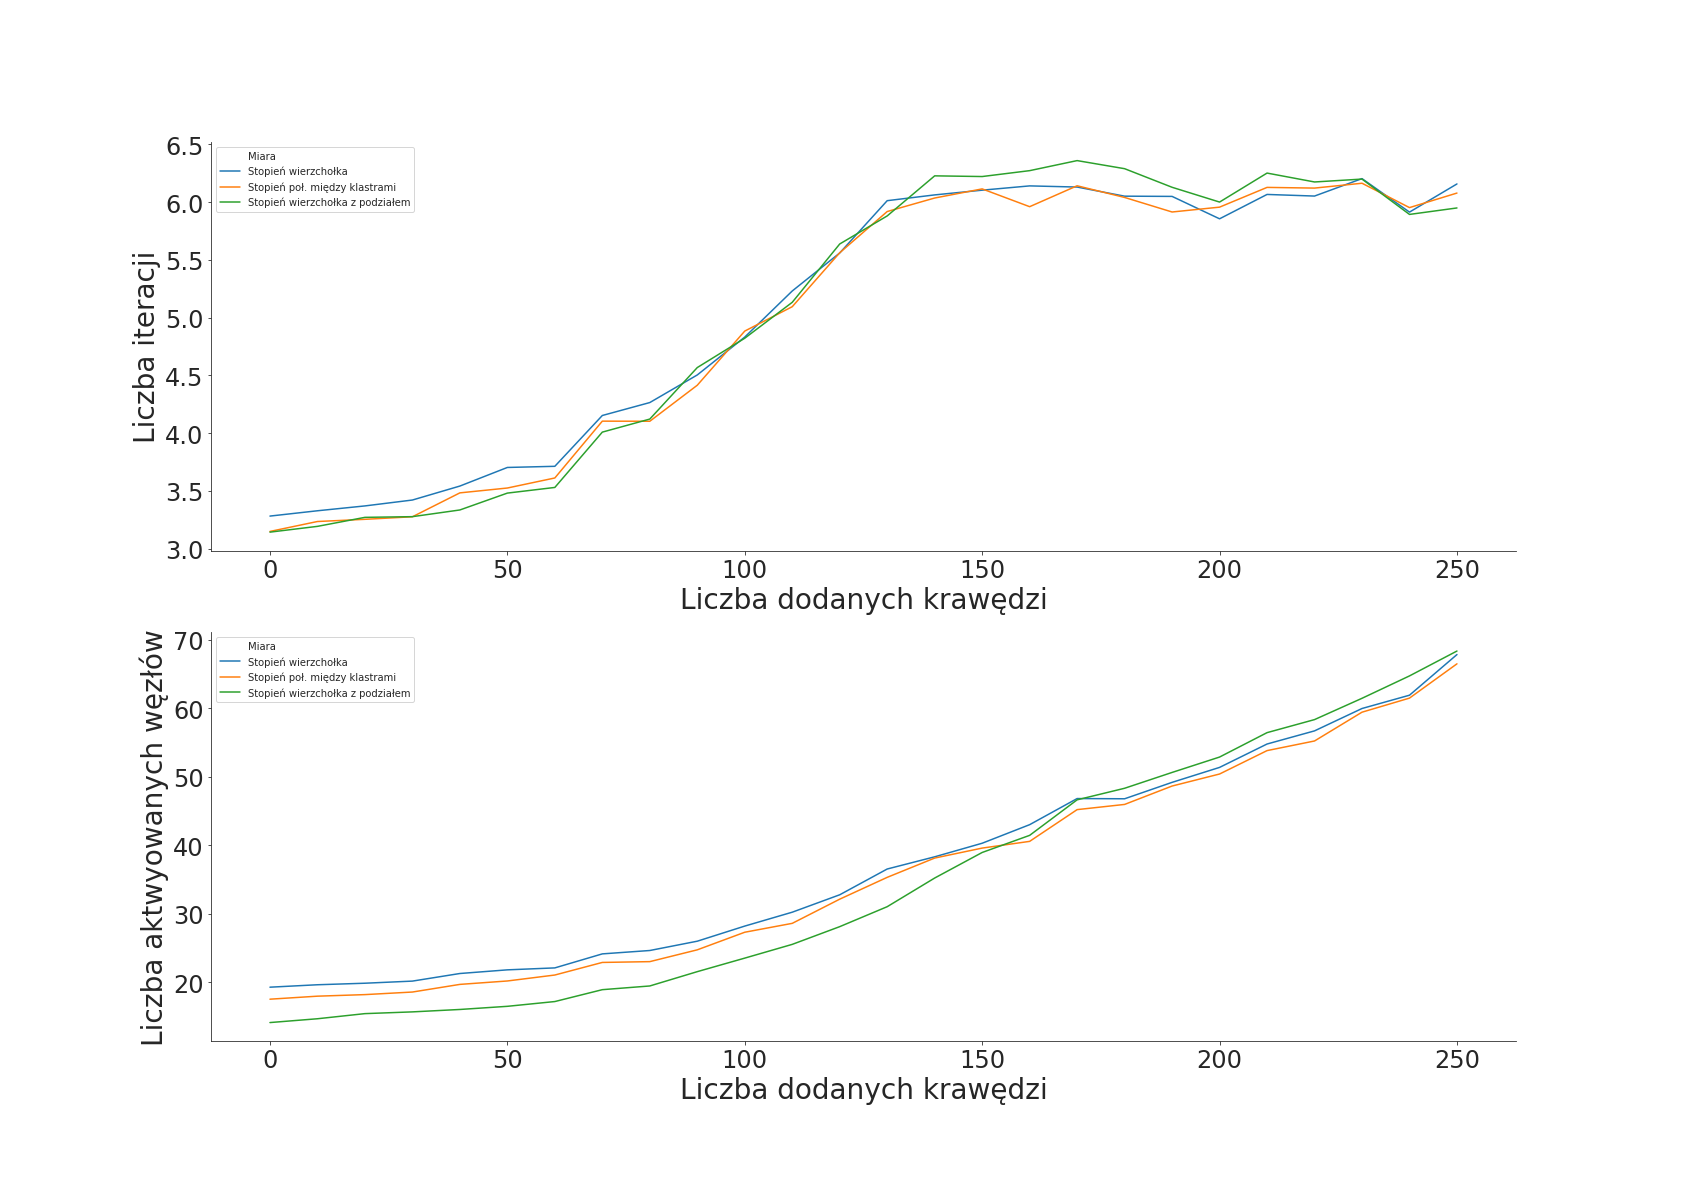 6.5
6.0
5.5
5.0
4.5
4.0
3.5
3.0
Liczba iteracji
Miara
Stopień wierzchołka
Stopień poł. między klastrami
Stopień wierzchołka z podziałem
0 50 100 150 200 250
Liczba dodanych krawędzi
70
60
50
40
30
20
Liczba aktwyowanych węzłów
Miara
Stopień wierzchołka
Stopień poł. między klastrami
Stopień wierzchołka z podziałem
0 50 100 150 200 250
Liczba dodanych krawędzi